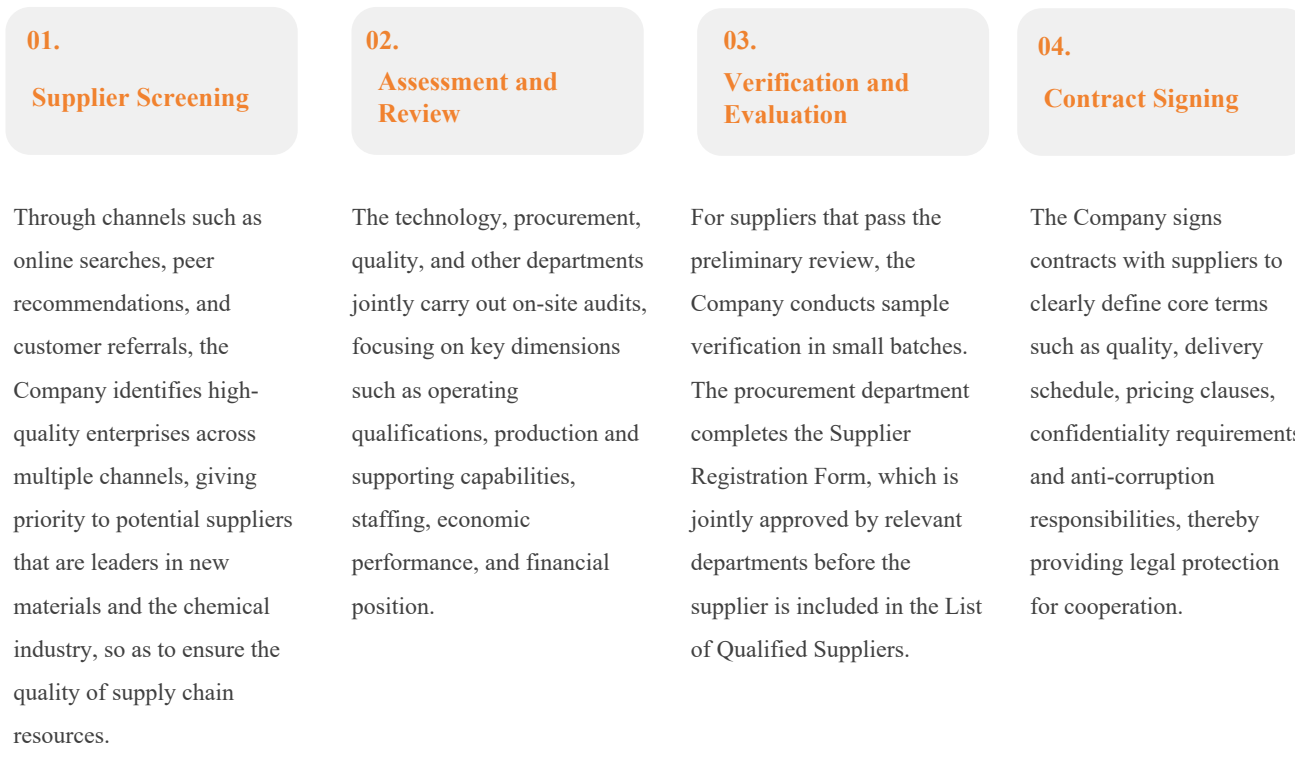 01.
Supplier Screening
Through channels such as
online searches, peer
recommendations, and
customer referrals, the
Company identifies high-
quality enterprises across
multiple channels, giving
priority to potential suppliers
that are leaders in new
materials and the chemical
industry, so as to ensure the
quality of supply chain
resources.
02.
Assessment and
Review
The technology, procurement,
quality, and other departments
jointly carry out on-site audits,
focusing on key dimensions
such as operating
qualifications, production and
supporting capabilities,
staffing, economic
performance, and financial
position.
03.
Verification and
Evaluation
For suppliers that pass the
preliminary review, the
Company conducts sample
verification in small batches.
The procurement department
completes the Supplier
Registration Form, which is
jointly approved by relevant
departments before the
supplier is included in the List
of Qualified Suppliers.
04.
Contract Signing
The Company signs
contracts with suppliers to
clearly define core terms
such as quality, delivery
schedule, pricing clauses,
confidentiality requirements
and anti-corruption
responsibilities, thereby
providing legal protection
for cooperation.